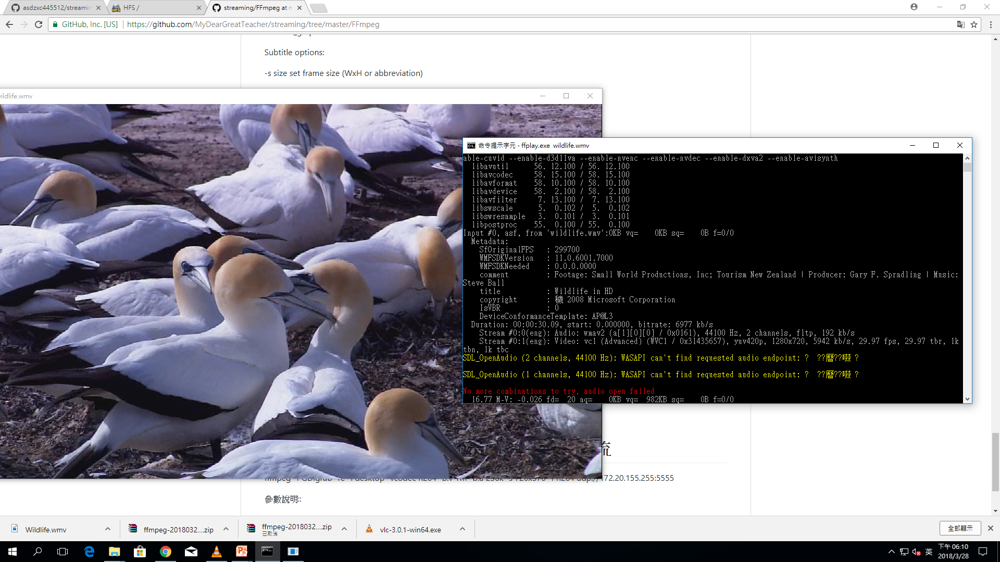 asdzxc445512/streamin
HFS /
streaming/FFmpeg at m
GitHub, Inc. [US]
https://github.com/MyDearGreatTeacher/streaming/tree/master/FFmpeg
Subtitle options:
-s size set frame size (WxH or abbreviation)
wildlife.wmv
命令提示字元 - ffplay.exe  wildlife.wmv
able-cuvid --enable-d3d11va --enable-nvenc --enable-nvdec --enable-dxva2 --enable-avisynth
libavutil      56. 12.100 / 56. 12.100
libavcodec     58. 15.100 / 58. 15.100
libavformat    58. 10.100 / 58. 10.100
libavdevice    58.  2.100 / 58.  2.100
libavfilter     7. 13.100 /  7. 13.100
libswscale      5.  0.102 /  5.  0.102
libswresample   3.  0.101 /  3.  0.101
libpostproc    55.  0.100 / 55.  0.100
Input #0, asf, from 'wildlife.wmv':0KB vq=    0KB sq=    0B f=0/0
Metadata:
SfOriginalFPS   : 299700
WMFSDKVersion   : 11.0.6001.7000
WMFSDKNeeded    : 0.0.0.0000
comment         : Footage: Small World Productions, Inc; Tourism New Zealand | Producer: Gary F. Spradling | Music:
Steve Ball
title           : Wildlife in HD
copyright       : 穢 2008 Microsoft Corporation
IsVBR           : 0
DeviceConformanceTemplate: AP@L3
Duration: 00:00:30.09, start: 0.000000, bitrate: 6977 kb/s
Stream #0:0(eng): Audio: wmav2 (a[1][0][0] / 0x0161), 44100 Hz, 2 channels, fltp, 192 kb/s
Stream #0:1(eng): Video: vc1 (Advanced) (WVC1 / 0x31435657), yuv420p, 1280x720, 5942 kb/s, 29.97 fps, 29.97 tbr, 1k
tbn, 1k tbc
SDL_OpenAudio (2 channels, 44100 Hz): WASAPI can't find requested audio endpoint: ?  ??曆??啜 ?
SDL_OpenAudio (1 channels, 44100 Hz): WASAPI can't find requested audio endpoint: ?  ??曆??啜 ?
No more combinations to try, audio open failed
16.77 M-V: -0.026 fd=  20 aq=    0KB vq=  982KB sq=    0B f=0/0
流
172.20.155.255:5555
參數說明::
Wildlife.wmv
ffmpeg-2018032....zip
ffmpeg-2018032....zip
已取消
vlc-3.0.1-win64.exe
全部顯示
英
下午 06:10
2018/3/28